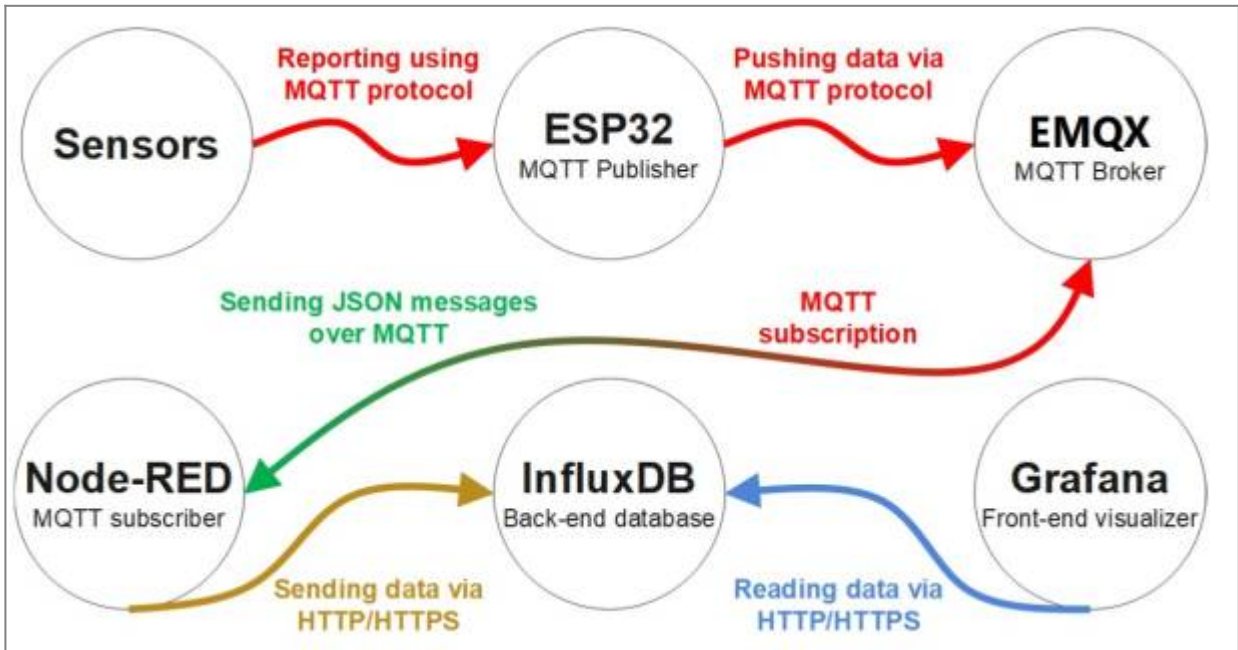 Sensors
Reporting using
MQTT protocol
ESP32
MQTT Publisher
Pushing data via
MQTT protocol
EMQX
MQTT Broker
Sending JSON messages
over MQTT
MQTT
subscription
Node-RED
MQTT subscriber
InfluxDB
Back-end database
Grafana
Front-end visualizer
Sending data via
HTTP/HTTPS
Reading data via
HTTP/HTTPS